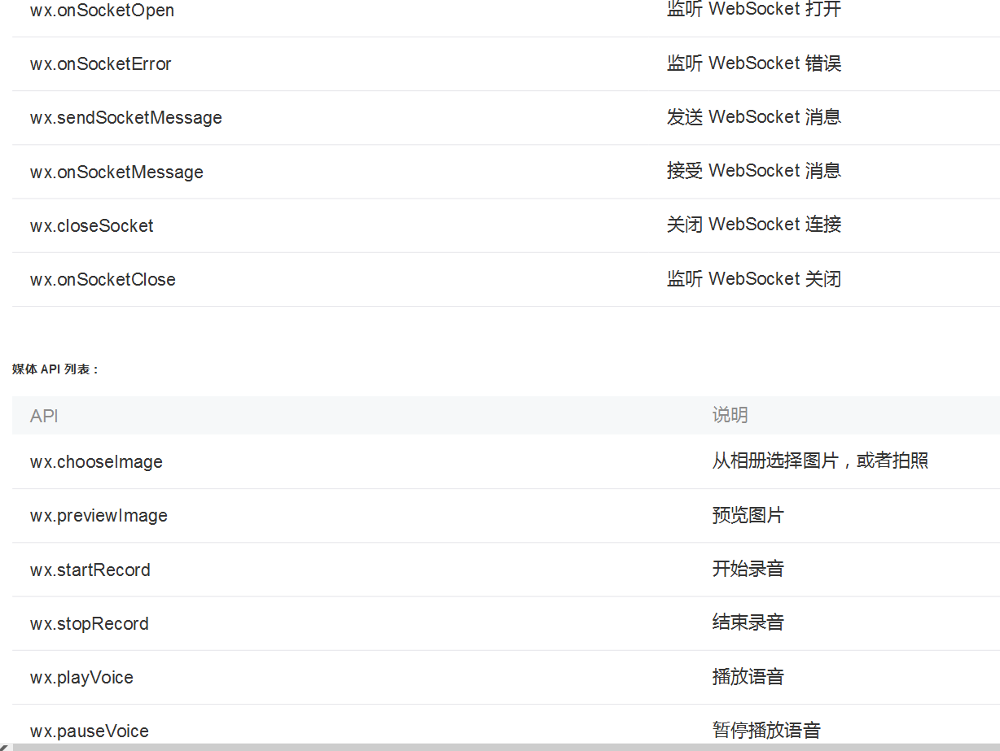 wx.onSocketOpen 监听 WebSocket 打开
wx.onSocketError 监听 WebSocket 错误
wx.sendSocketMessage 发送 WebSocket 消息
wx.onSocketMessage 接受 WebSocket 消息
wx.closeSocket 关闭 WebSocket 连接
wx.onSocketClose 监听 WebSocket 关闭
媒体 API 列表：
API 说明
wx.chooseImage 从相册选择图片，或者拍照
wx.previewImage 预览图片
wx.startRecord 开始录音
wx.stopRecord 结束录音
wx.playVoice 播放语音
wx.pauseVoice 暂停播放语音